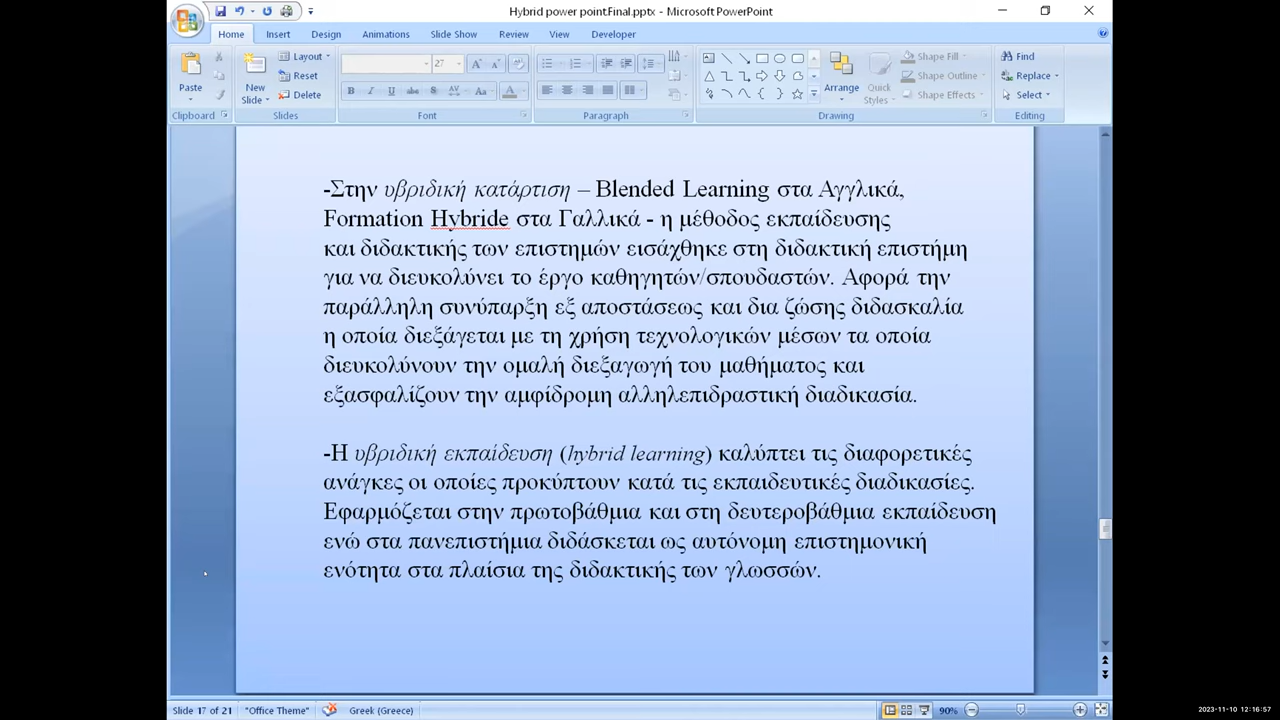 Hybrid power pointFinal.pptx - Microsoft PowerPoint
Home Insert Design Animations Slide Show Review View Developer
Paste
New Slide
Layout
Reset
Delete
27
B I U abc S AV Aa A
Arrange
Quick Styles
Shape Fill
Shape Outline
Shape Effects
Find
Replace
Select
Clipboard Slides Font Paragraph Drawing Editing
-Στην υβριδική κατάρτιση – Blended Learning στα Αγγλικά,
Formation Hybride στα Γαλλικά - η μέθοδος εκπαίδευσης
και διδακτικής των επιστημών εισάχθηκε στη διδακτική επιστήμη
για να διευκολύνει το έργο καθηγητών/σπουδαστών. Αφορά την
παράλληλη συνύπαρξη εξ αποστάσεως και δια ζώσης διδασκαλία
η οποία διεξάγεται με τη χρήση τεχνολογικών μέσων τα οποία
διευκολύνουν την ομαλή διεξαγωγή του μαθήματος και
εξασφαλίζουν την αμφίδρομη αλληλεπιδραστική διαδικασία.
-Η υβριδική εκπαίδευση (hybrid learning) καλύπτει τις διαφορετικές
ανάγκες οι οποίες προκύπτουν κατά τις εκπαιδευτικές διαδικασίες.
Εφαρμόζεται στην πρωτοβάθμια και στη δευτεροβάθμια εκπαίδευση
ενώ στα πανεπιστήμια διδάσκεται ως αυτόνομη επιστημονική
ενότητα στα πλαίσια της διδακτικής των γλωσσών.
Slide 17 of 21 "Office Theme" Greek (Greece) 90%
2023-11-10 12:16:57